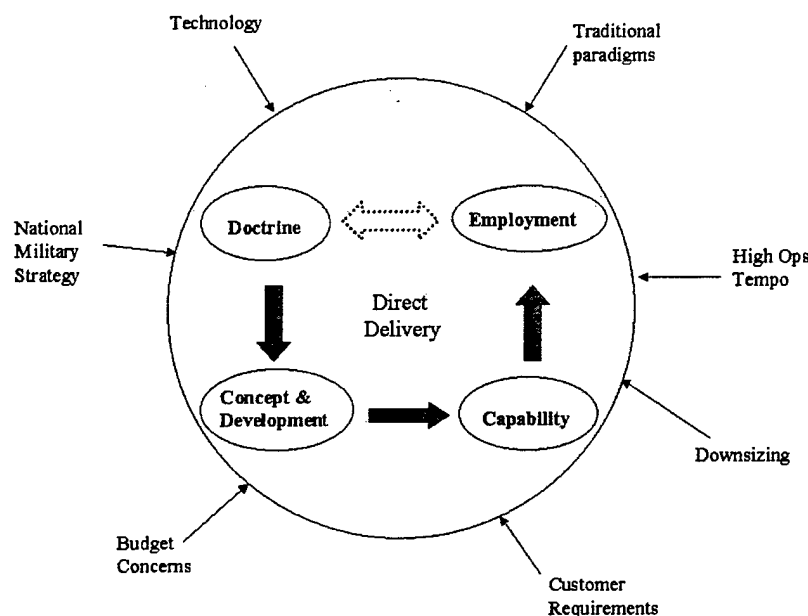 Technology
Traditional
paradigms
Doctrine
Employment
National
Military
Strategy
High Ops
Tempo
Direct
Delivery
Concept &
Development
Capability
Downsizing
Budget
Concerns
Customer
Requirements